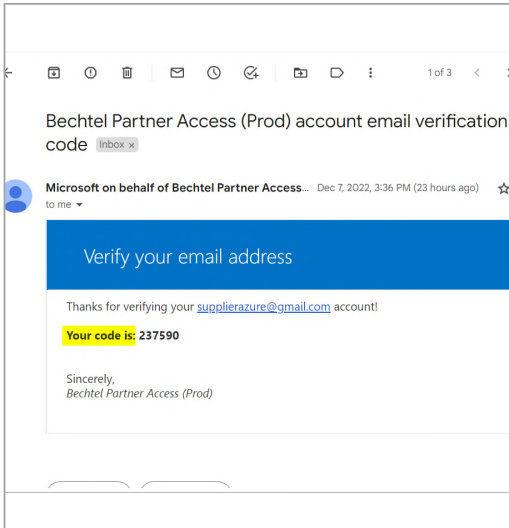 1 of 3
Bechtel Partner Access (Prod) account email verification
code Inbox ×
Microsoft on behalf of Bechtel Partner Access... Dec 7, 2022, 3:36 PM (23 hours ago)
to me
Verify your email address
Thanks for verifying your supplierazure@gmail.com account!
Your code is: 237590
Sincerely,
Bechtel Partner Access (Prod)